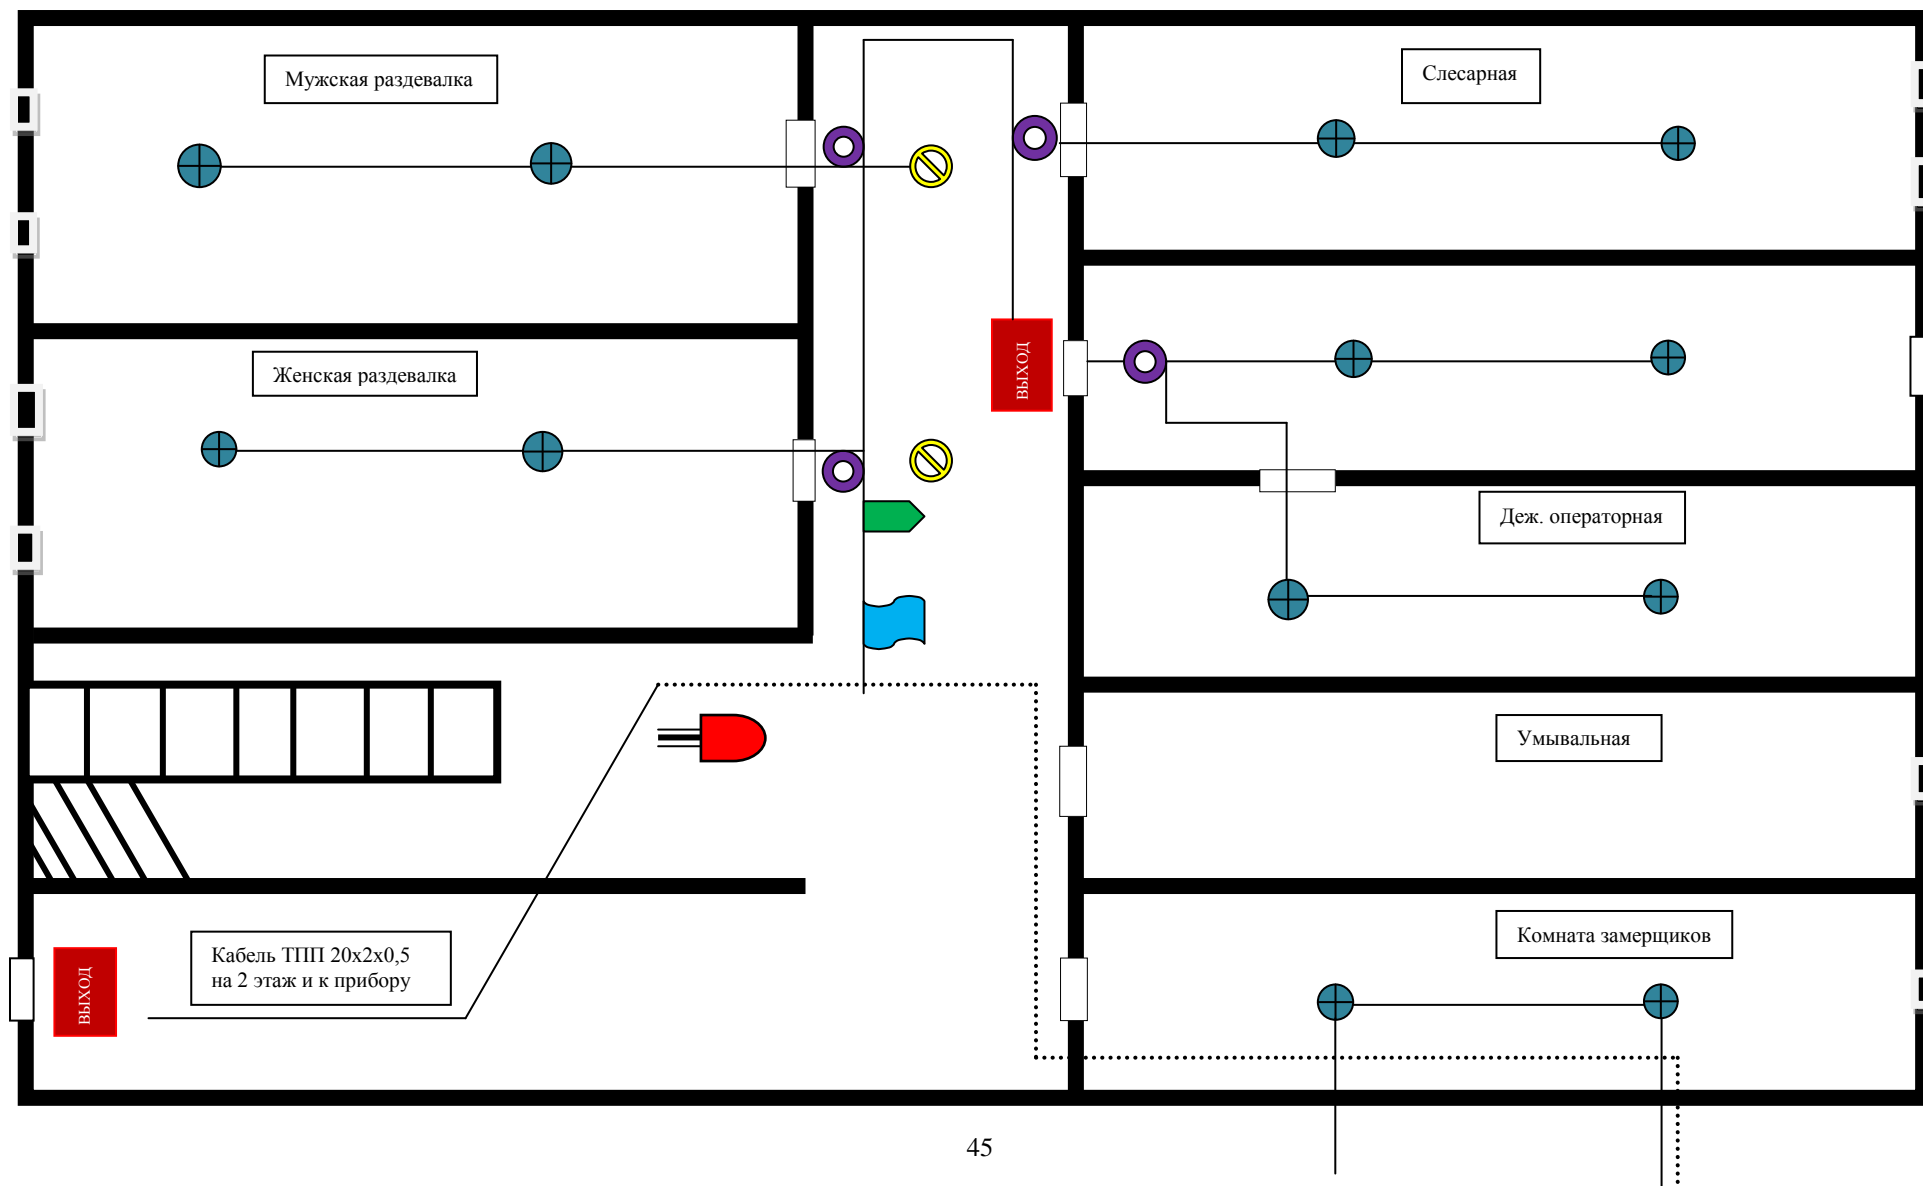 Мужская раздевалка
Слесарная
Женская раздевалка
ВЫХОД
Деж. операторная
Умывальная
Комната замерщиков
Кабель ТПП 20х2х0,5
на 2 этаж и к прибору
ВЫХОД
45